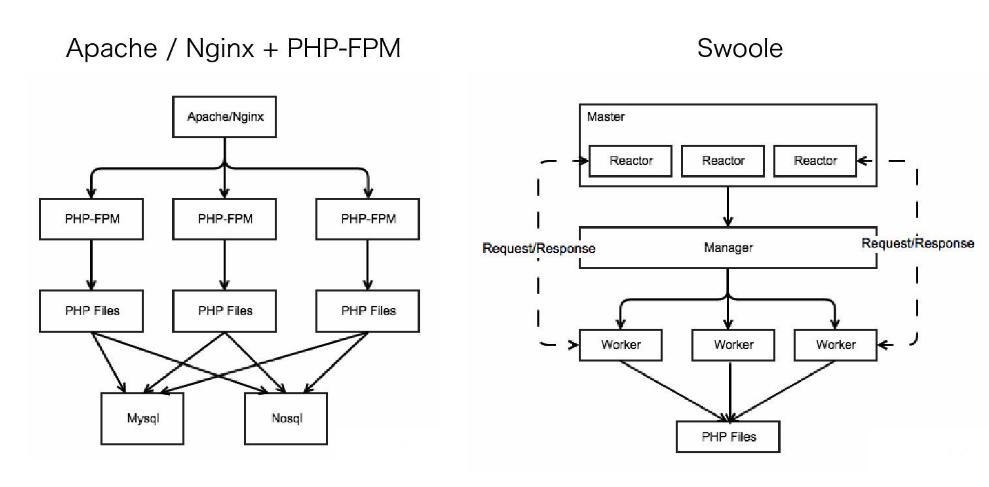 Apache / Nginx + PHP-FPM
Apache/Nginx
PHP-FPM
PHP-FPM
PHP-FPM
PHP Files
PHP Files
PHP Files
Mysql
Nosql
Swoole
Master
Reactor
Reactor
Reactor
Request/Response
Manager
Request/Response
Worker
Worker
Worker
PHP Files